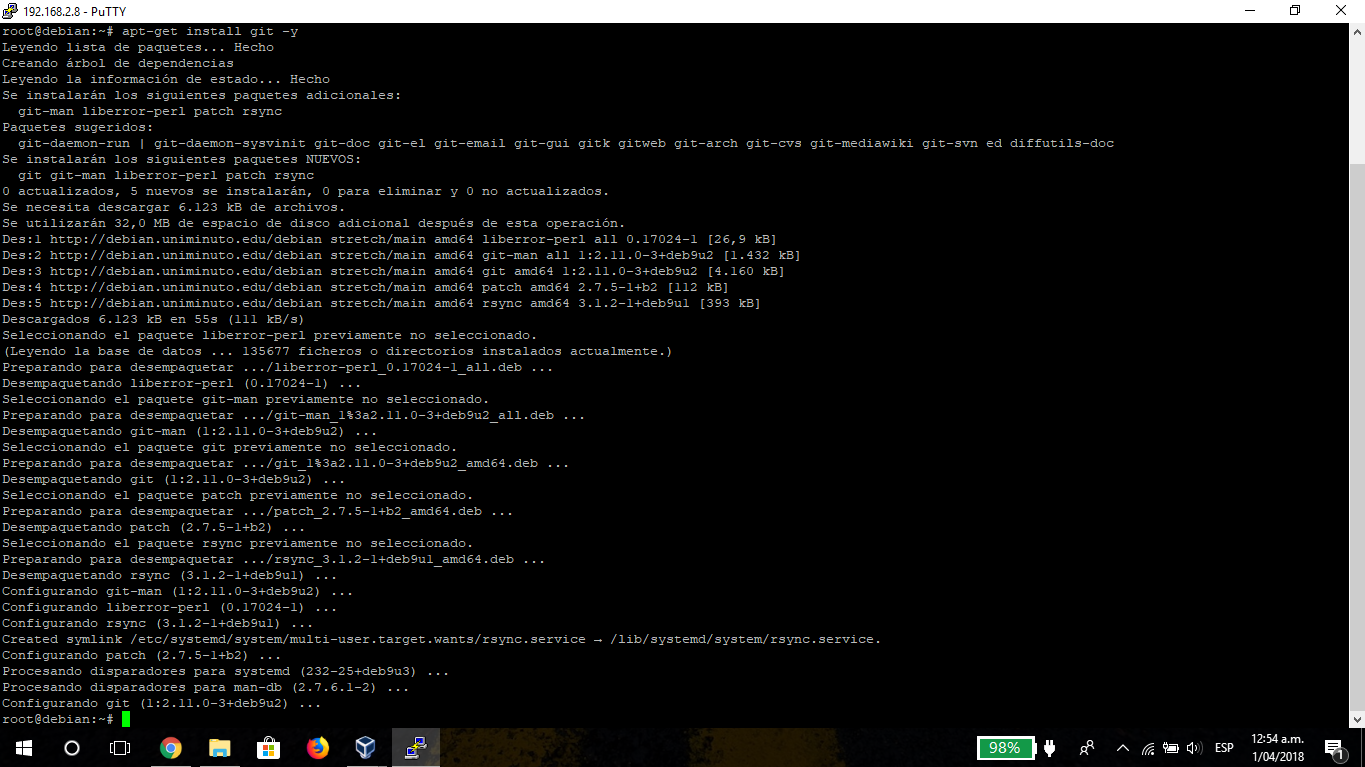 192.168.2.8 - PuTTY
root@debian:~# apt-get install git -y
Leyendo lista de paquetes... Hecho
Creando árbol de dependencias
Leyendo la información de estado... Hecho
Se instalarán los siguientes paquetes adicionales:
  git-man liberror-perl patch rsync
Paquetes sugeridos:
  git-daemon-run | git-daemon-sysvinit git-doc git-el git-email git-gui gitk gitweb git-arch git-cvs git-mediawiki git-svn ed diffutils-doc
Se instalarán los siguientes paquetes NUEVOS:
  git git-man liberror-perl patch rsync
0 actualizados, 5 nuevos se instalarán, 0 para eliminar y 0 no actualizados.
Se necesita descargar 6.123 kB de archivos.
Se utilizarán 32,0 MB de espacio de disco adicional después de esta operación.
Des:1 http://debian.uniminuto.edu/debian stretch/main amd64 liberror-perl all 0.17024-1 [26,9 kB]
Des:2 http://debian.uniminuto.edu/debian stretch/main amd64 git-man all 1:2.11.0-3+deb9u2 [1.432 kB]
Des:3 http://debian.uniminuto.edu/debian stretch/main amd64 git amd64 1:2.11.0-3+deb9u2 [4.160 kB]
Des:4 http://debian.uniminuto.edu/debian stretch/main amd64 patch amd64 2.7.5-1+b2 [112 kB]
Des:5 http://debian.uniminuto.edu/debian stretch/main amd64 rsync amd64 3.1.2-1+deb9u1 [393 kB]
Descargados 6.123 kB en 55s (111 kB/s)
Seleccionando el paquete liberror-perl previamente no seleccionado.
(Leyendo la base de datos ... 135677 ficheros o directorios instalados actualmente.)
Preparando para desempaquetar .../liberror-perl_0.17024-1_all.deb ...
Desempaquetando liberror-perl (0.17024-1) ...
Seleccionando el paquete git-man previamente no seleccionado.
Preparando para desempaquetar .../git-man_1%3a2.11.0-3+deb9u2_all.deb ...
Desempaquetando git-man (1:2.11.0-3+deb9u2) ...
Seleccionando el paquete git previamente no seleccionado.
Preparando para desempaquetar .../git_1%3a2.11.0-3+deb9u2_amd64.deb ...
Desempaquetando git (1:2.11.0-3+deb9u2) ...
Seleccionando el paquete patch previamente no seleccionado.
Preparando para desempaquetar .../patch_2.7.5-1+b2_amd64.deb ...
Desempaquetando patch (2.7.5-1+b2) ...
Seleccionando el paquete rsync previamente no seleccionado.
Preparando para desempaquetar .../rsync_3.1.2-1+deb9u1_amd64.deb ...
Desempaquetando rsync (3.1.2-1+deb9u1) ...
Configurando git-man (1:2.11.0-3+deb9u2) ...
Configurando liberror-perl (0.17024-1) ...
Configurando rsync (3.1.2-1+deb9u1) ...
Created symlink /etc/systemd/system/multi-user.target.wants/rsync.service → /lib/systemd/system/rsync.service.
Configurando patch (2.7.5-1+b2) ...
Procesando disparadores para systemd (232-25+deb9u3) ...
Procesando disparadores para man-db (2.7.6.1-2) ...
Configurando git (1:2.11.0-3+deb9u2) ...
root@debian:~#
98%
ESP
12:54 a.m.
1/04/2018
1